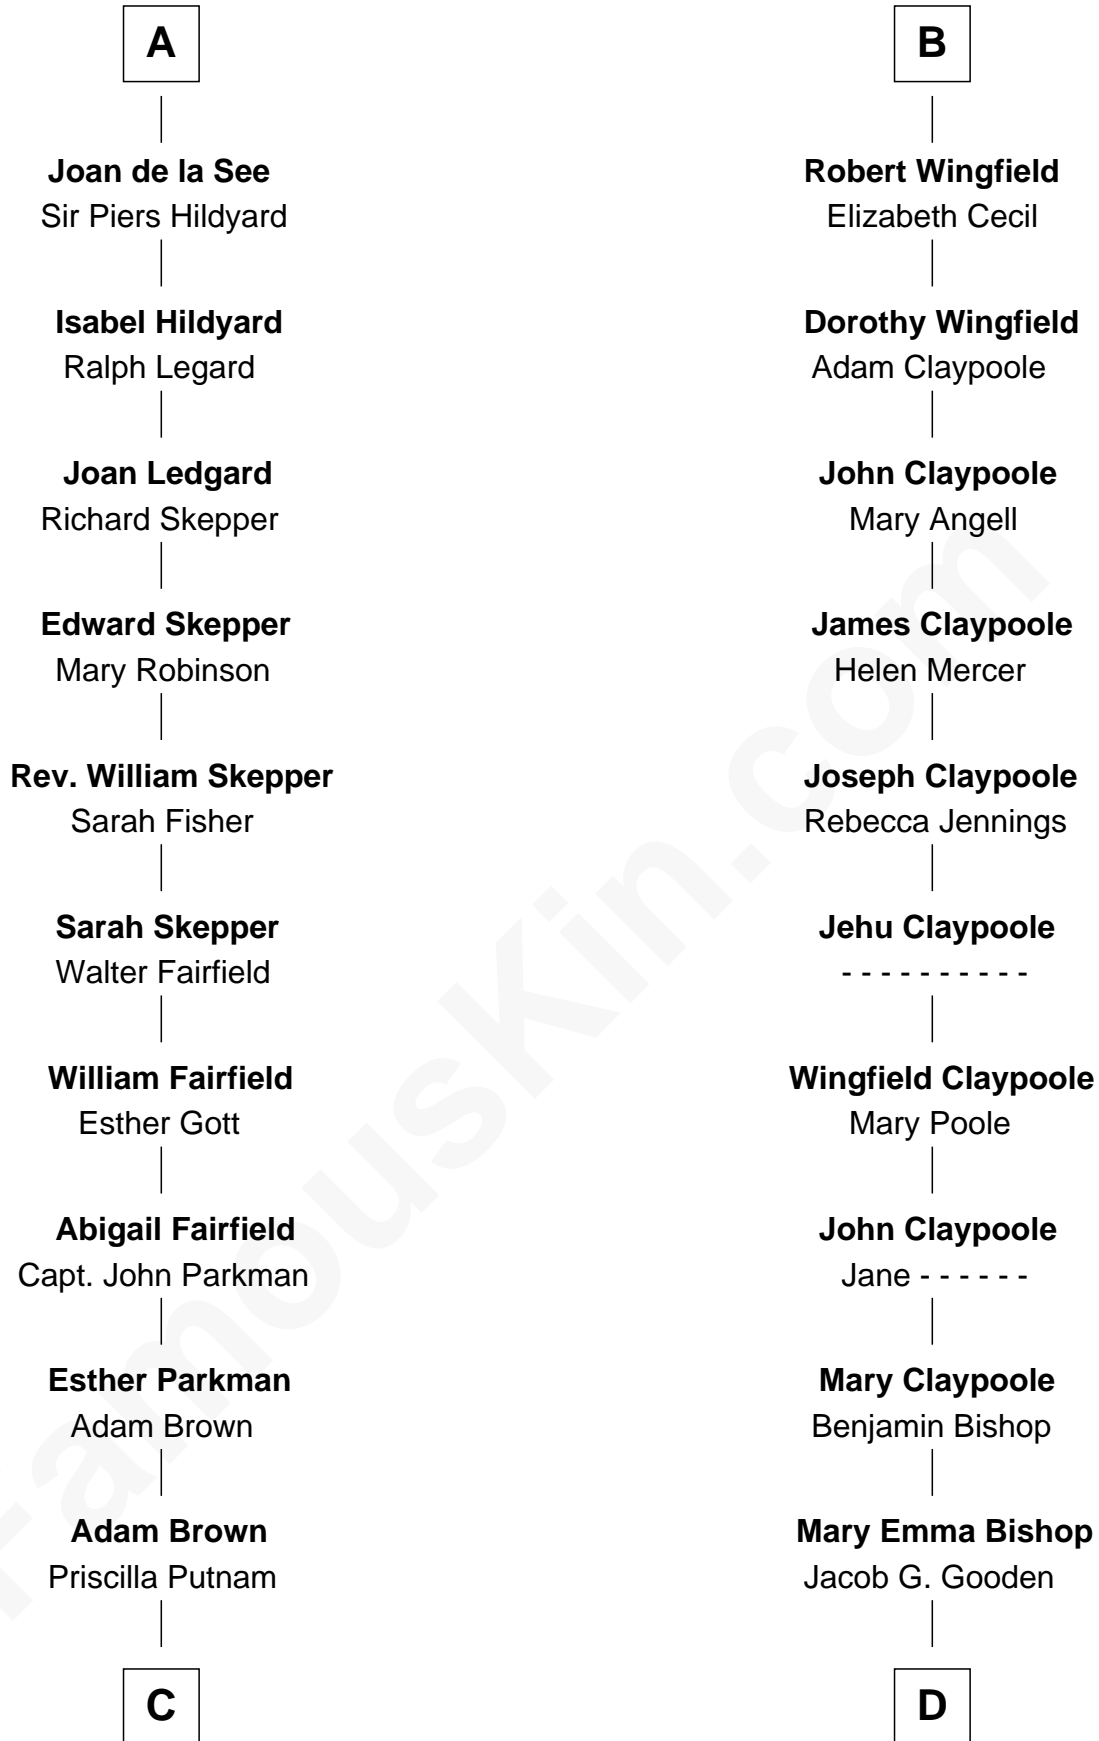 A
Joan de la See
Sir Piers Hildyard
Isabel Hildyard
Ralph Legard
Joan Ledgard
Richard Skepper
Edward Skepper
Mary Robinson
Rev. William Skepper
Sarah Fisher
Sarah Skepper
Walter Fairfield
William Fairfield
Esther Gott
Abigail Fairfield
Capt. John Parkman
Esther Parkman
Adam Brown
Adam Brown
Priscilla Putnam
C
B
Robert Wingfield
Elizabeth Cecil
Dorothy Wingfield
Adam Claypoole
John Claypoole
Mary Angell
James Claypoole
Helen Mercer
Joseph Claypoole
Rebecca Jennings
Jehu Claypoole
- - - - - - - - - -
Wingfield Claypoole
Mary Poole
John Claypoole
Jane - - - - - -
Mary Claypoole
Benjamin Bishop
Mary Emma Bishop
Jacob G. Gooden
D
FamousKin.com